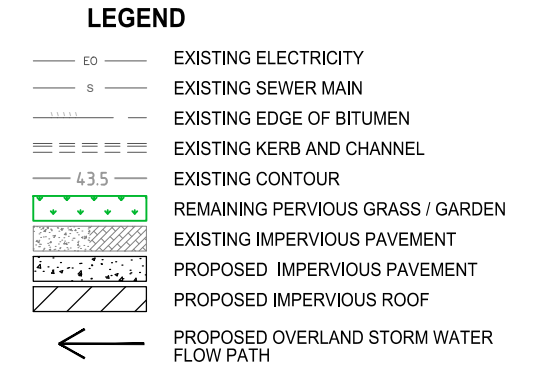 LEGEND
EO EXISTING ELECTRICITY
S EXISTING SEWER MAIN
EXISTING EDGE OF BITUMEN
EXISTING KERB AND CHANNEL
43.5 EXISTING CONTOUR
REMAINING PERVIOUS GRASS / GARDEN
EXISTING IMPERVIOUS PAVEMENT
PROPOSED IMPERVIOUS PAVEMENT
PROPOSED IMPERVIOUS ROOF
PROPOSED OVERLAND STORM WATER
FLOW PATH